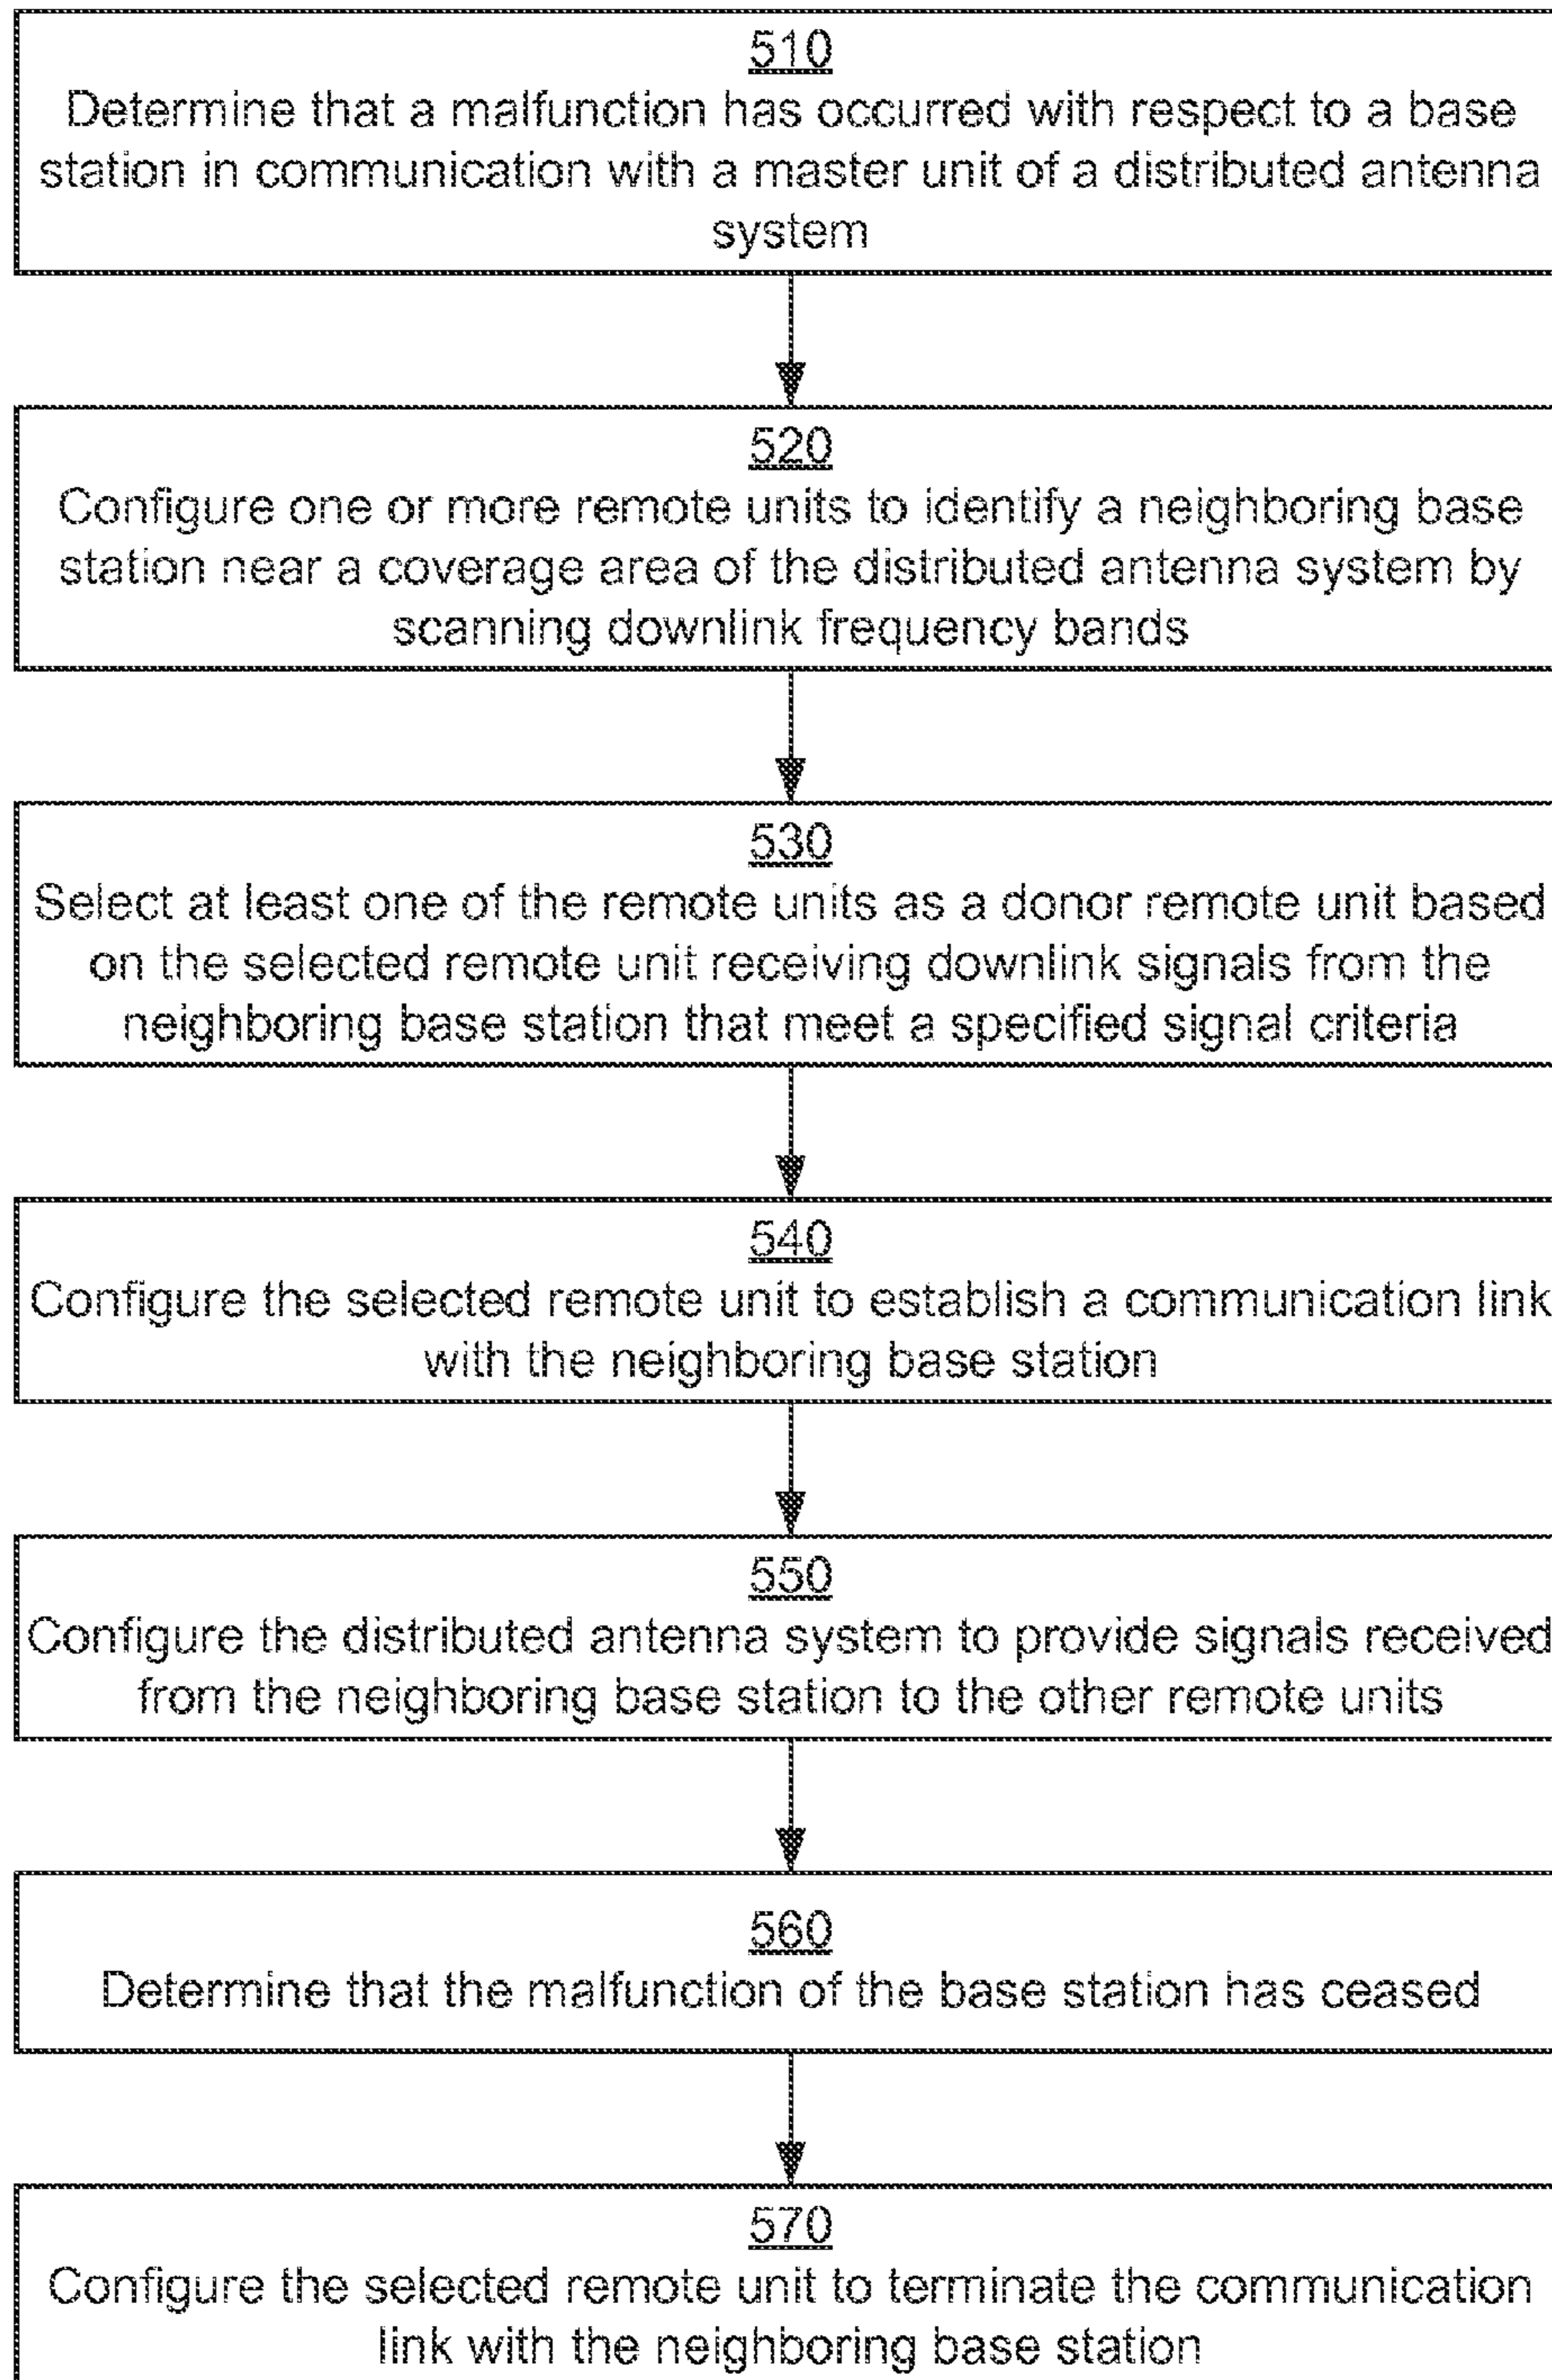 510
Determine that a malfunction has occurred with respect to a base
station in communication with a master unit of a distributed antenna
system
520
Configure one or more remote units to identify a neighboring base
station near a coverage area of the distributed antenna system by
scanning downlink frequency bands
530
Select at least one of the remote units as a donor remote unit based
on the selected remote unit receiving downlink signals from the
neighboring base station that meet a specified signal criteria
540
Configure the selected remote unit to establish a communication link
with the neighboring base station
550
Configure the distributed antenna system to provide signals received
from the neighboring base station to the other remote units
560
Determine that the malfunction of the base station has ceased
570
Configure the selected remote unit to terminate the communication
link with the neighboring base station